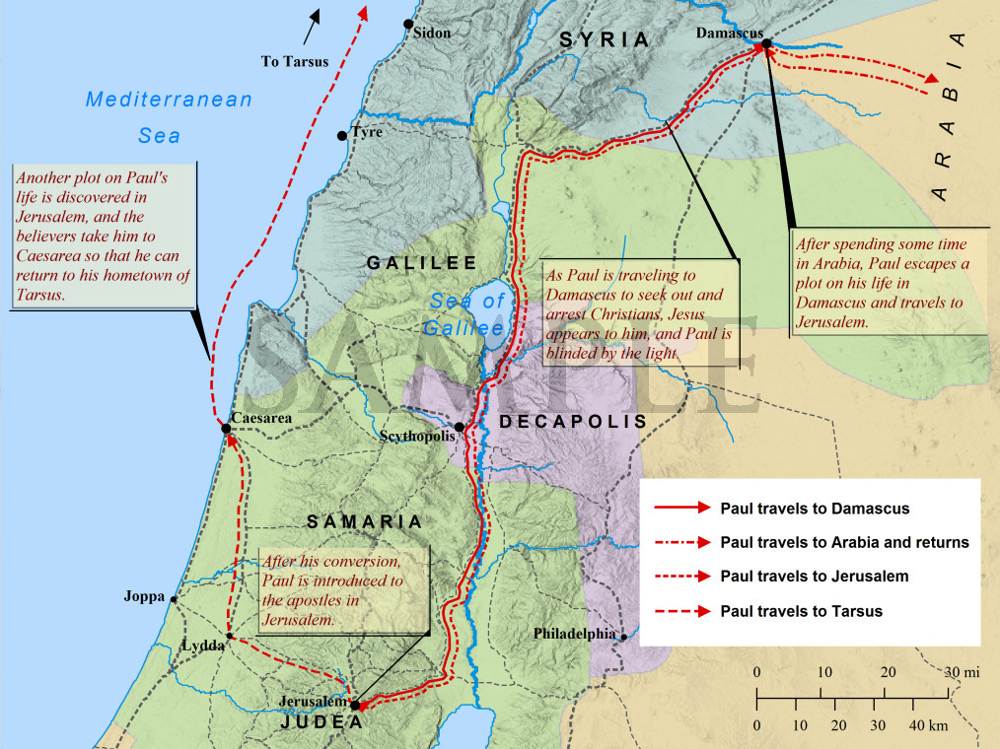 Sidon
SYRIA
Damascus
To Tarsus
ARABIA
Mediterranean
Sea
Tyre
Another plot on Paul's
life is discovered in
Jerusalem, and the
believers take him to
Caesarea so that he can
return to his hometown of
Tarsus.
After spending some time
in Arabia, Paul escapes a
plot on his life in
Damascus and travels to
Jerusalem.
GALILEE
As Paul is traveling to
Damascus to seek out and
arrest Christians, Jesus
appears to him, and Paul is
blinded by the light.
Sea of
Galilee
SAMPLE
Caesarea
Scythopolis
DECAPOLIS
SAMARIA
Paul travels to Damascus
Paul travels to Arabia and returns
Paul travels to Jerusalem
Paul travels to Tarsus
After his conversion,
Paul is introduced to
the apostles in
Jerusalem.
Joppa
Lydda
Philadelphia
Jerusalem
JUDEA
0 10 20 30 mi
0 10 20 30 40 km